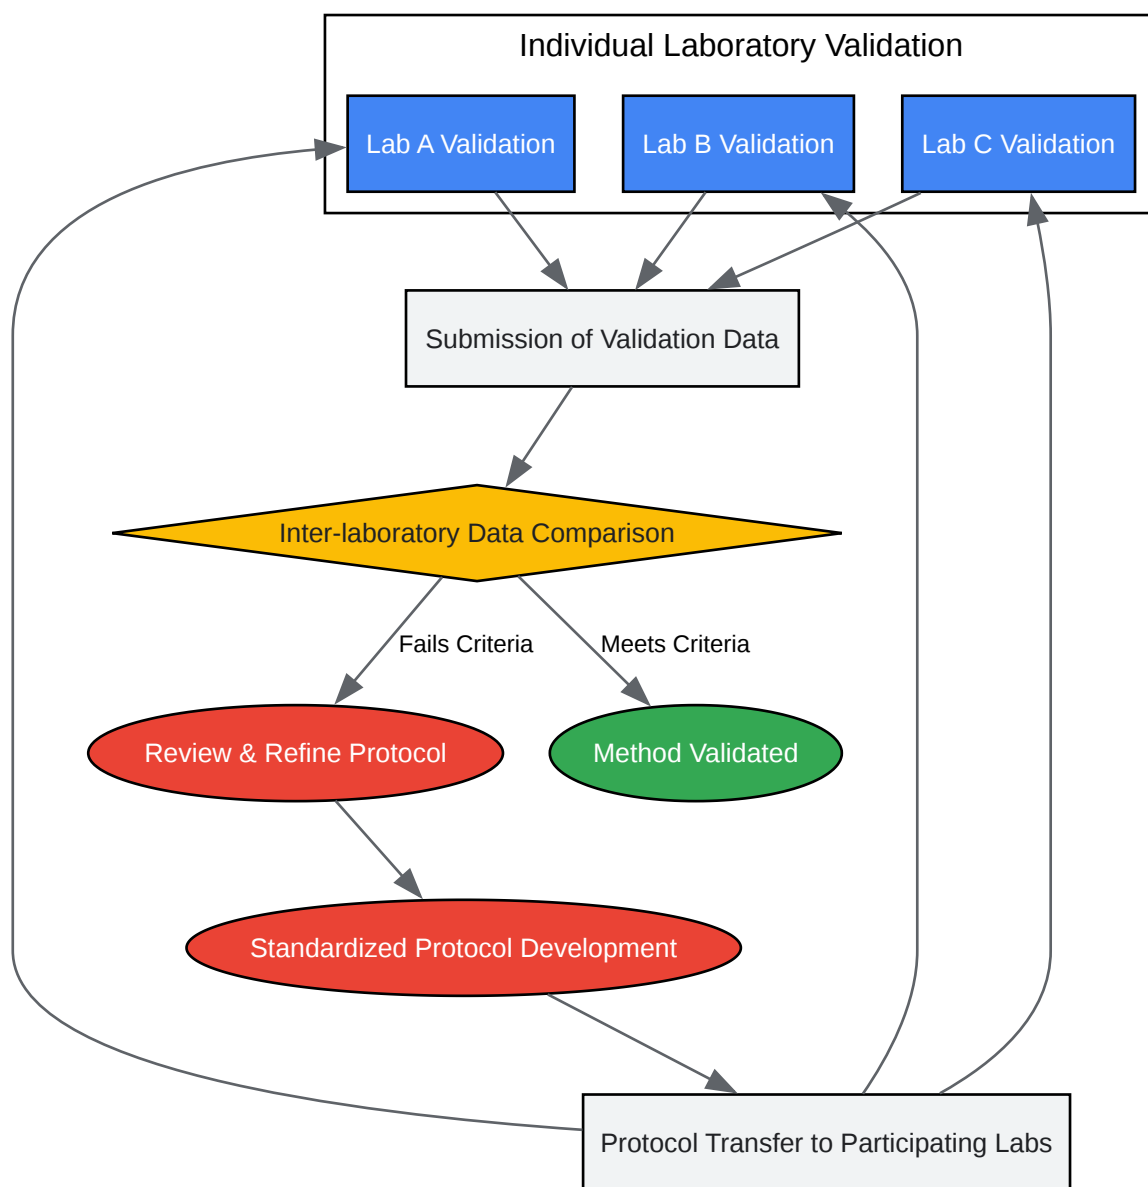 Individual Laboratory Validation
Lab A Validation
Lab B Validation
Lab C Validation
Submission of Validation Data
Inter-laboratory Data Comparison
Fails Criteria
Meets Criteria
Review & Refine Protocol
Method Validated
Standardized Protocol Development
Protocol Transfer to Participating Labs